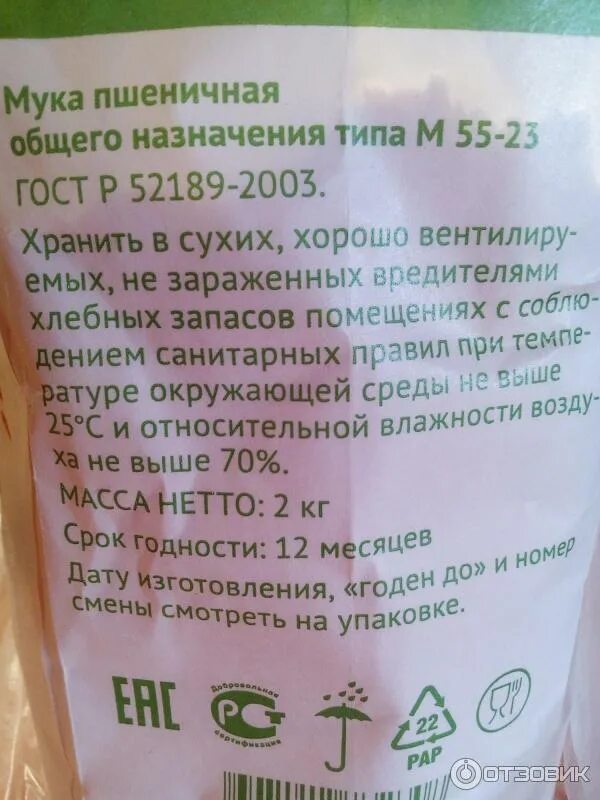 Мука пшеничная
общего назначения типа М 55-23
ГОСТ Р 52189-2003.
Хранить в сухих, хорошо вентилиру-
емых, не зараженных вредителями
хлебных запасов помещениях с соблю-
дением санитарных правил при темпе-
ратуре окружающей среды не выше
25°С и относительной влажности возду-
ха не выше 70%.
МАССА НЕТТО: 2 кг
Срок годности: 12 месяцев
Дату изготовления, «годен до» и номер
смены смотреть на упаковке.
ЕАС
Добровольная
РСТ
сертификация
22
PAP
ОТЗОВИК